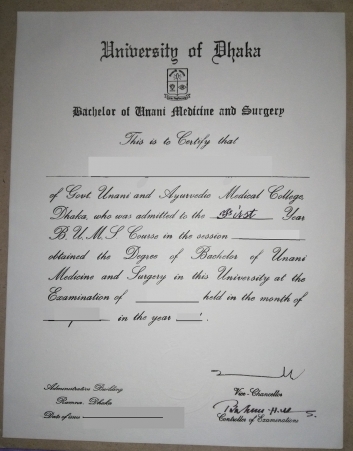 University of Dhaka
Bachelor of Unani Medicine and Surgery
This is to Certify that
of Govt. Unani and Ayurvedic Medical College,
Dhaka, who was admitted to the First Year
B.U.M.S Course in the session
obtained the Degree of Bachelor of Unani
Medicine and Surgery in this University at the
Examination of held in the month of
in the year
Administrative Building
Ramna, Dhaka
Date of issue
Vice-Chancellor
Controller of Examinations